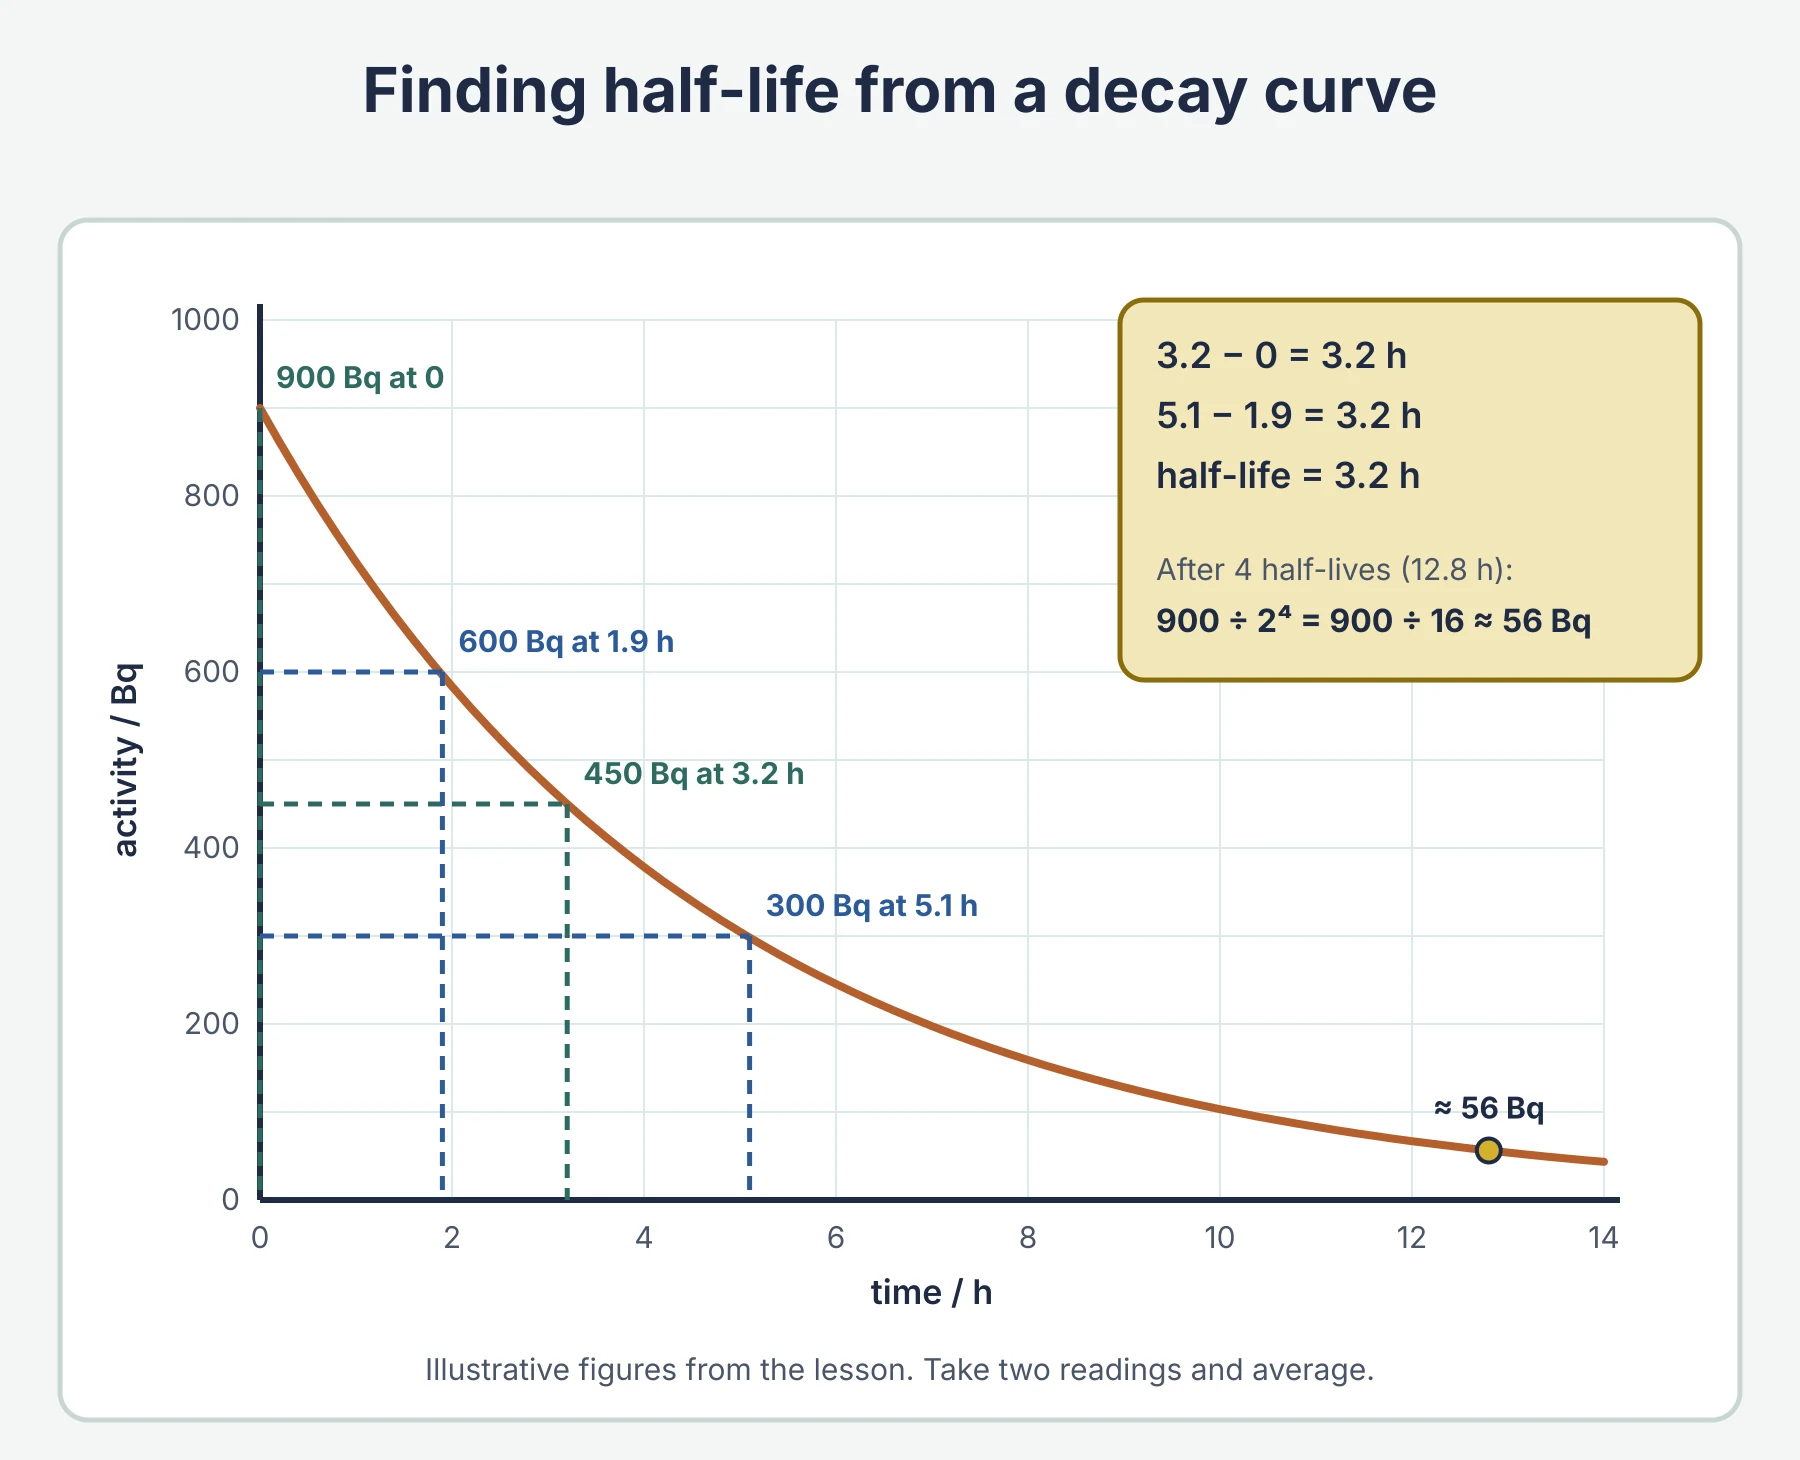 Finding half-life from a decay curve
1000
800
600
400
200
0
activity / Bq
900 Bq at 0
600 Bq at 1.9 h
450 Bq at 3.2 h
300 Bq at 5.1 h
≈ 56 Bq
3.2 − 0 = 3.2 h
5.1 − 1.9 = 3.2 h
half-life = 3.2 h
After 4 half-lives (12.8 h):
900 ÷ 2⁴ = 900 ÷ 16 ≈ 56 Bq
0 2 4 6 8 10 12 14
time / h
Illustrative figures from the lesson. Take two readings and average.